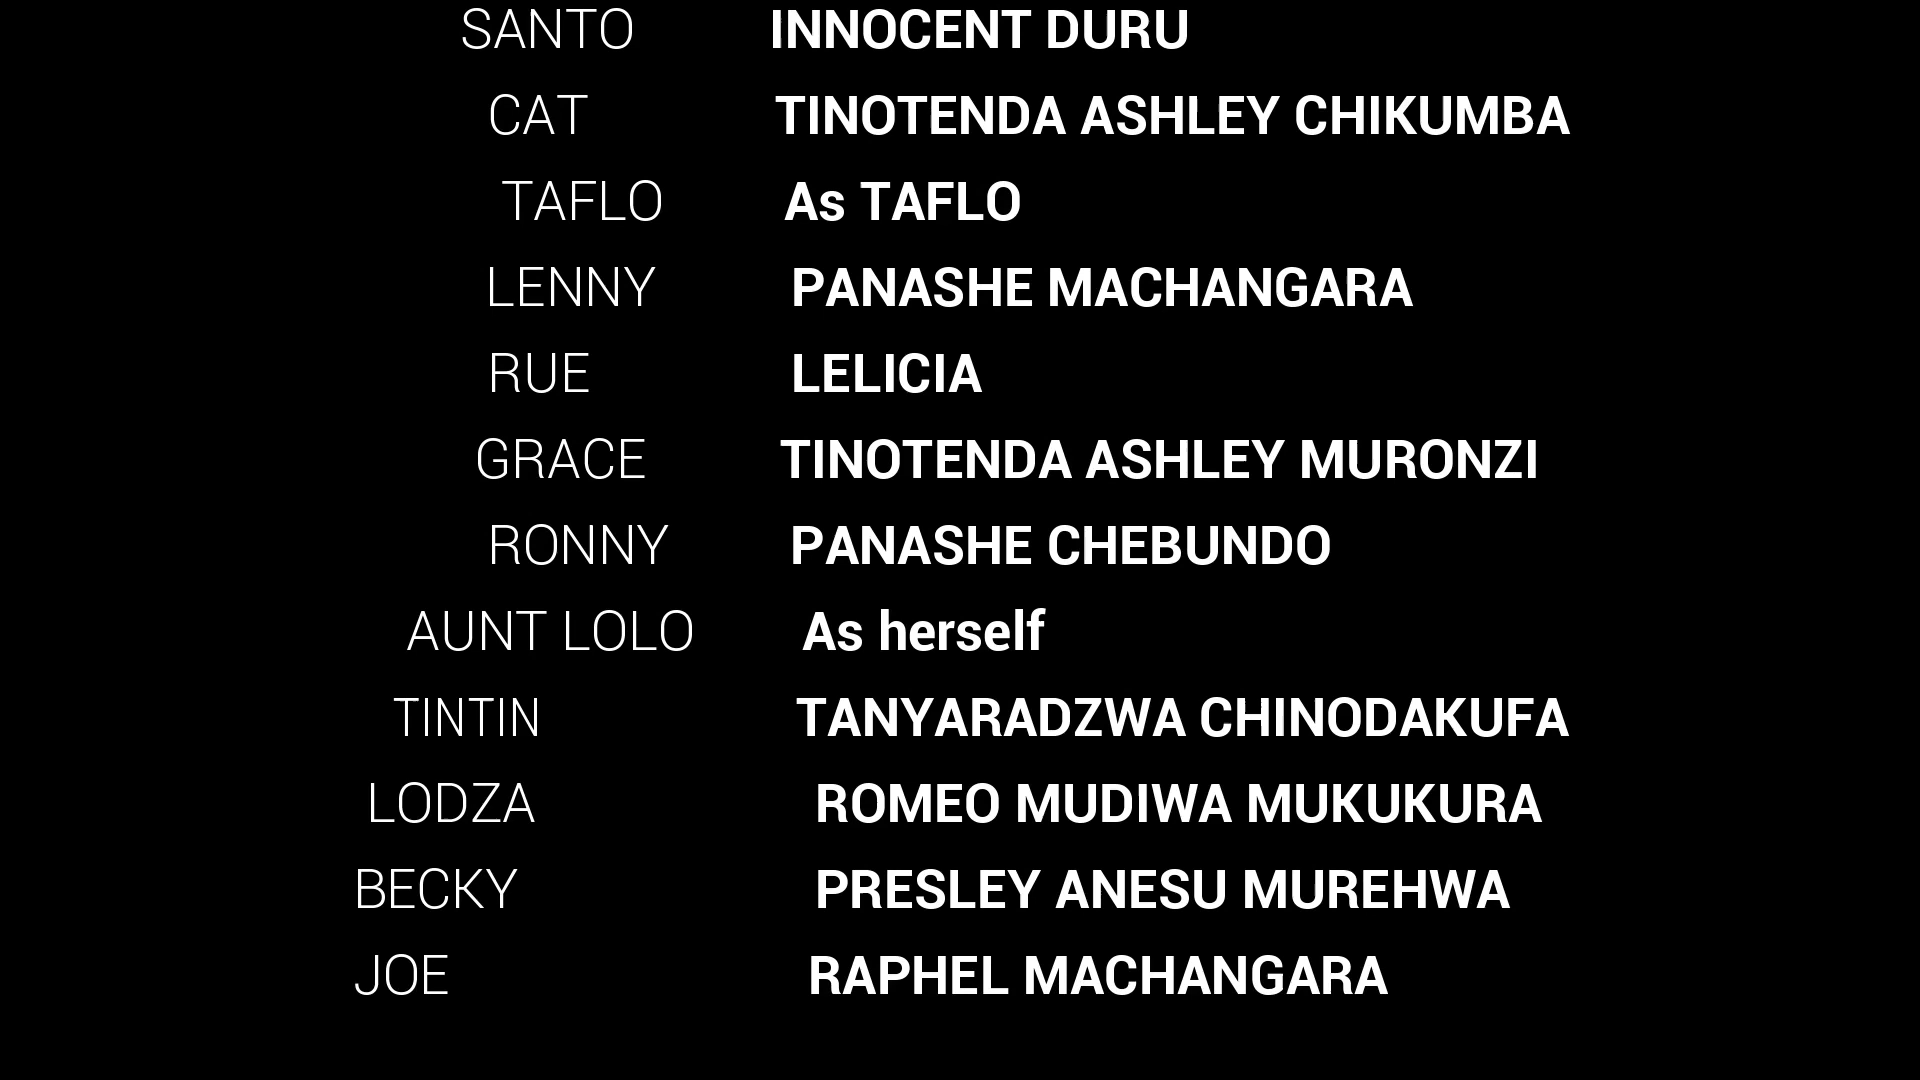 SANTO INNOCENT DURU
CAT TINOTENDA ASHLEY CHIKUMBA
TAFLO As TAFLO
LENNY PANASHE MACHANGARA
RUE LELICIA
GRACE TINOTENDA ASHLEY MURONZI
RONNY PANASHE CHEBUNDO
AUNT LOLO As herself
TINTIN TANYARADZWA CHINODAKUFA
LODZA ROMEO MUDIWA MUKUKURA
BECKY PRESLEY ANESU MUREHWA
JOE RAPHEL MACHANGARA